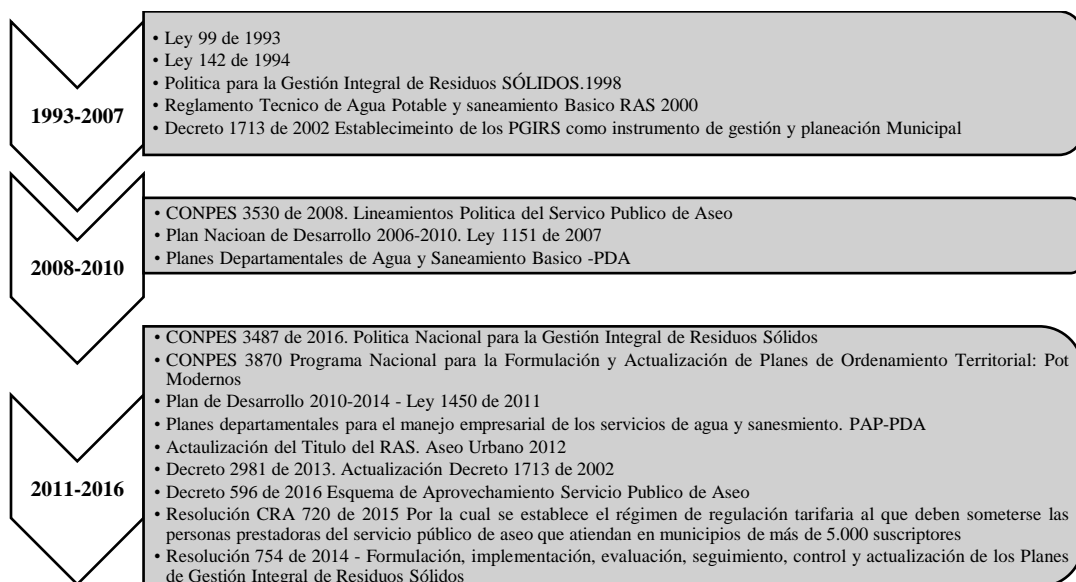 1993-2007
• Ley 99 de 1993
• Ley 142 de 1994
• Politica para la Gestión Integral de Residuos SÓLIDOS.1998
• Reglamento Tecnico de Agua Potable y saneamiento Basico RAS 2000
• Decreto 1713 de 2002 Establecimeinto de los PGIRS como instrumento de gestión y planeación Municipal
2008-2010
• CONPES 3530 de 2008. Lineamientos Politica del Servico Publico de Aseo
• Plan Nacioan de Desarrollo 2006-2010. Ley 1151 de 2007
• Planes Departamentales de Agua y Saneamiento Basico -PDA
2011-2016
• CONPES 3487 de 2016. Politica Nacional para la Gestión Integral de Residuos Sólidos
• CONPES 3870 Programa Nacional para la Formulación y Actualización de Planes de Ordenamiento Territorial: Pot
Modernos
• Plan de Desarrollo 2010-2014 - Ley 1450 de 2011
• Planes departamentales para el manejo empresarial de los servicios de agua y sanesmiento. PAP-PDA
• Actaulización del Titulo del RAS. Aseo Urbano 2012
• Decreto 2981 de 2013. Actualización Decreto 1713 de 2002
• Decreto 596 de 2016 Esquema de Aprovechamiento Servicio Publico de Aseo
• Resolución CRA 720 de 2015 Por la cual se establece el régimen de regulación tarifaria al que deben someterse las
personas prestadoras del servicio público de aseo que atiendan en municipios de más de 5.000 suscriptores
• Resolución 754 de 2014 - Formulación, implementación, evaluación, seguimiento, control y actualización de los Planes
de Gestión Integral de Residuos Sólidos